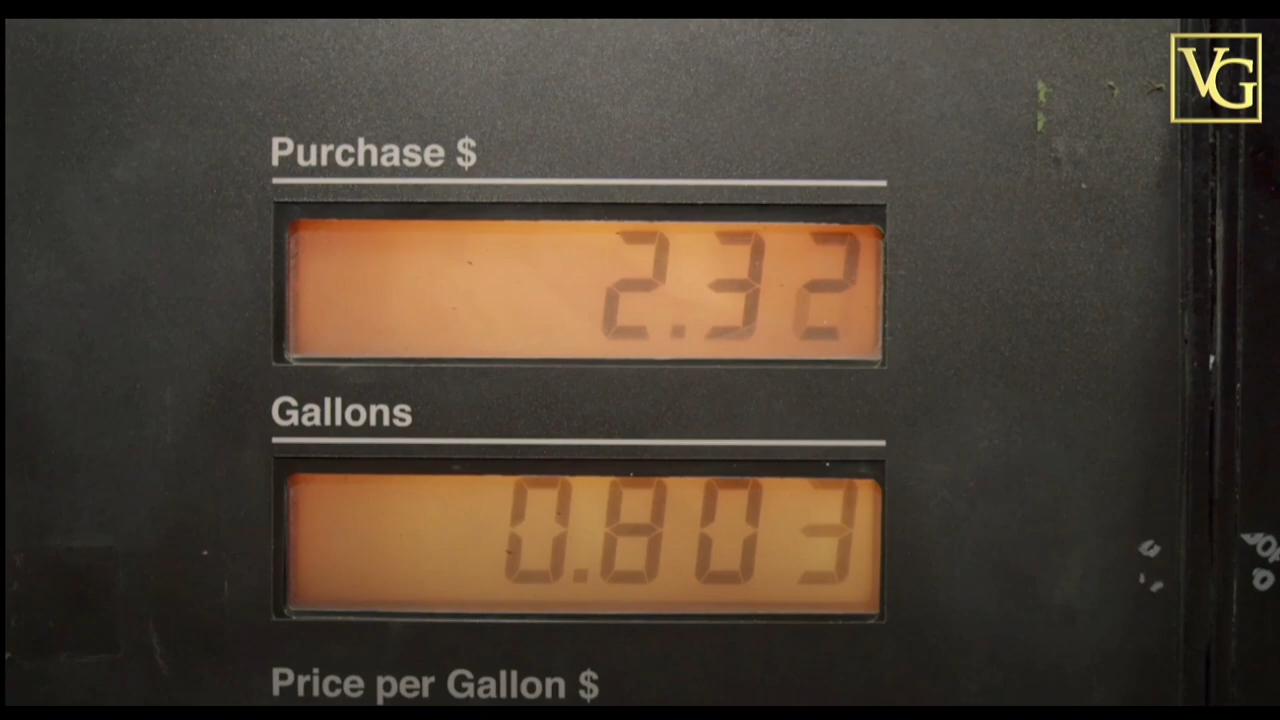 VG
Purchase $
2.32
Gallons
0.803
Price per Gallon $